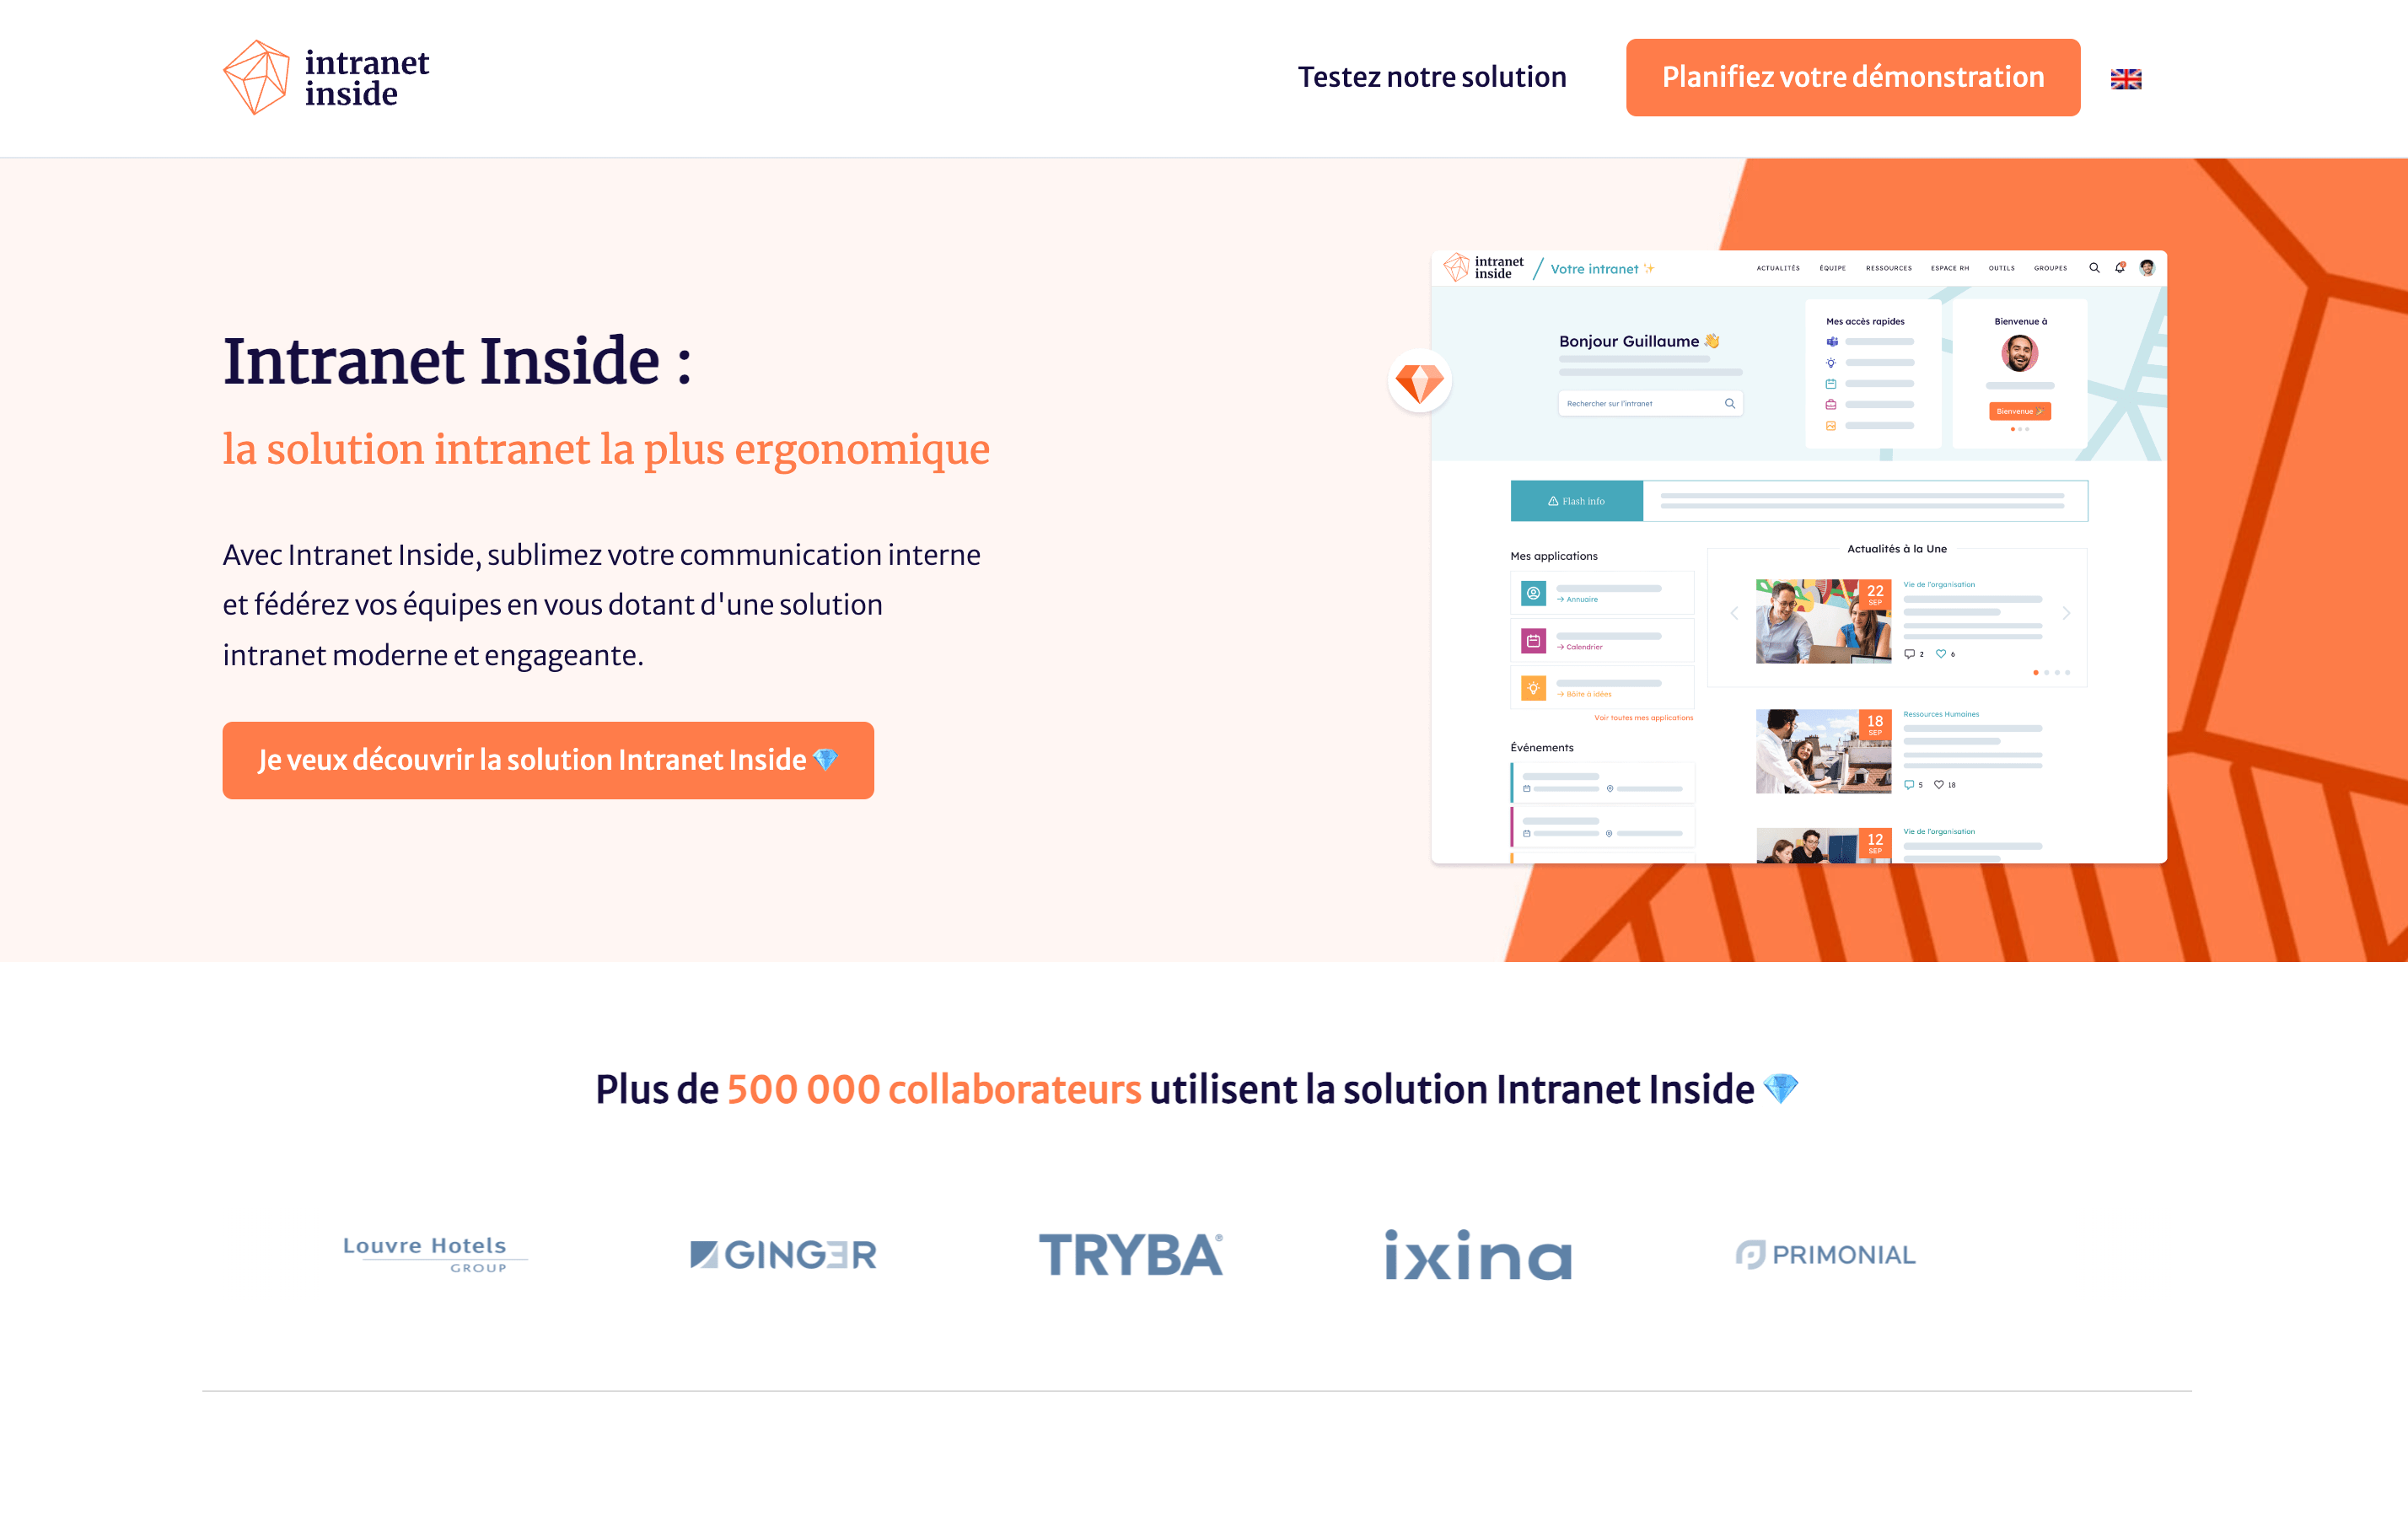 intranet
inside
Testez notre solution
Planifiez votre démonstration
Intranet Inside :
la solution intranet la plus ergonomique
Avec Intranet Inside, sublimez votre communication interne
et fédérez vos équipes en vous dotant d'une solution
intranet moderne et engageante.
Je veux découvrir la solution Intranet Inside
intranet
inside
Votre intranet
ACTUALITÉS
ÉQUIPE
RESSOURCES
ESPACE RH
OUTILS
GROUPES
Bonjour Guillaume
Rechercher sur l'intranet
Mes accès rapides
Bienvenue à
Bienvenue
Flash info
Mes applications
→ Annuaire
→ Calendrier
→ Boîre à idées
Voir toutes mes applications
Événements
Actualités à la Une
22
SEP
Vie de l'organisation
2 6
18
SEP
Ressources Humaines
5 18
12
SEP
Vie de l'organisation
Plus de 500 000 collaborateurs utilisent la solution Intranet Inside
Louvre Hotels
GROUP
GINGER
TRYBA®
ixina
PRIMONIAL